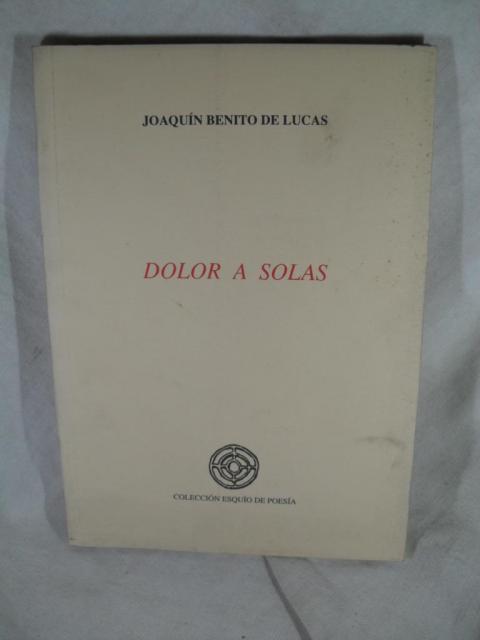 JOAQUÍN BENITO DE LUCAS
DOLOR A SOLAS
COLECCIÓN ESQUÍO DE POESÍA